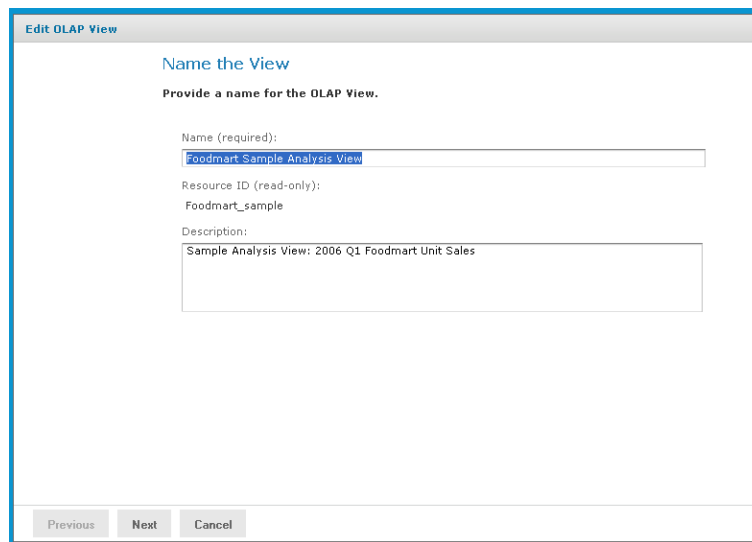 Edit OLAP View
Name the View
Provide a name for the OLAP View.
Name (required):
Foodmart Sample Analysis View
Resource ID (read-only):
Foodmart_sample
Description:
Sample Analysis View: 2006 Q1 Foodmart Unit Sales
Previous Next Cancel